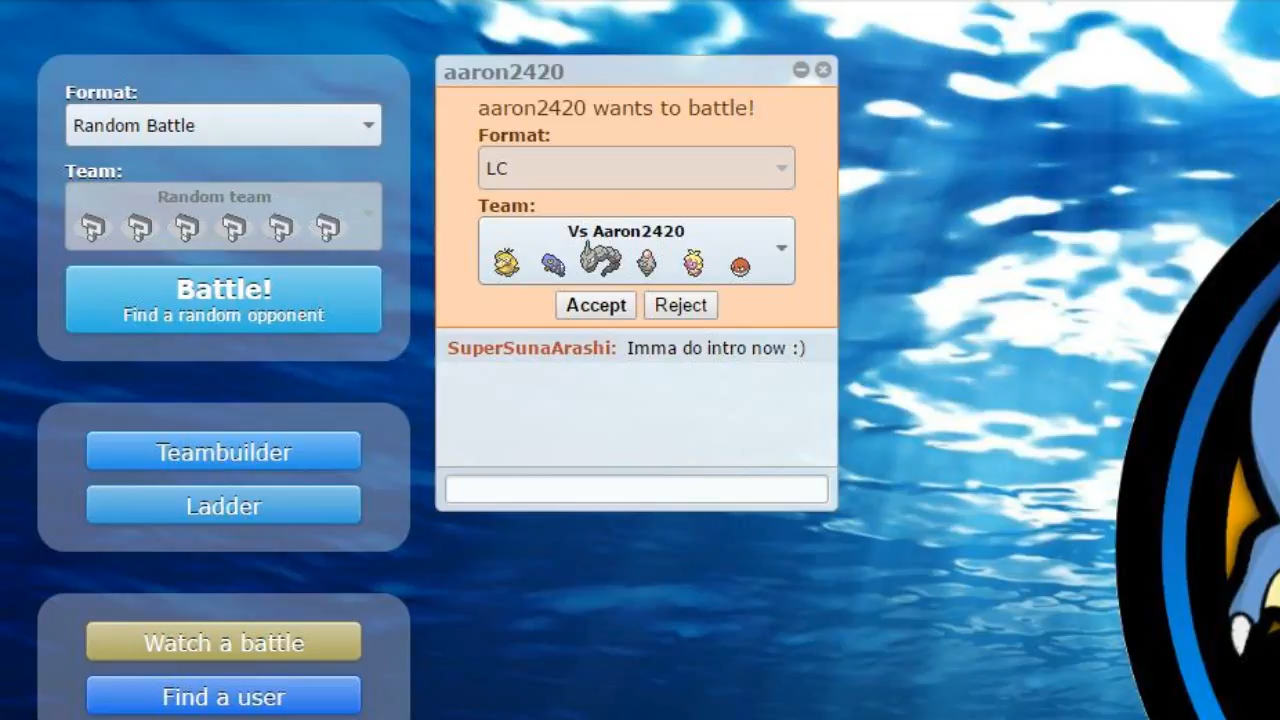 Format:
Random Battle
Team:
Random team
Battle!
Find a random opponent
Teambuilder
Ladder
Watch a battle
Find a user
aaron2420
aaron2420 wants to battle!
Format:
LC
Team:
Vs Aaron2420
Accept Reject
SuperSunaArashi: Imma do intro now :)